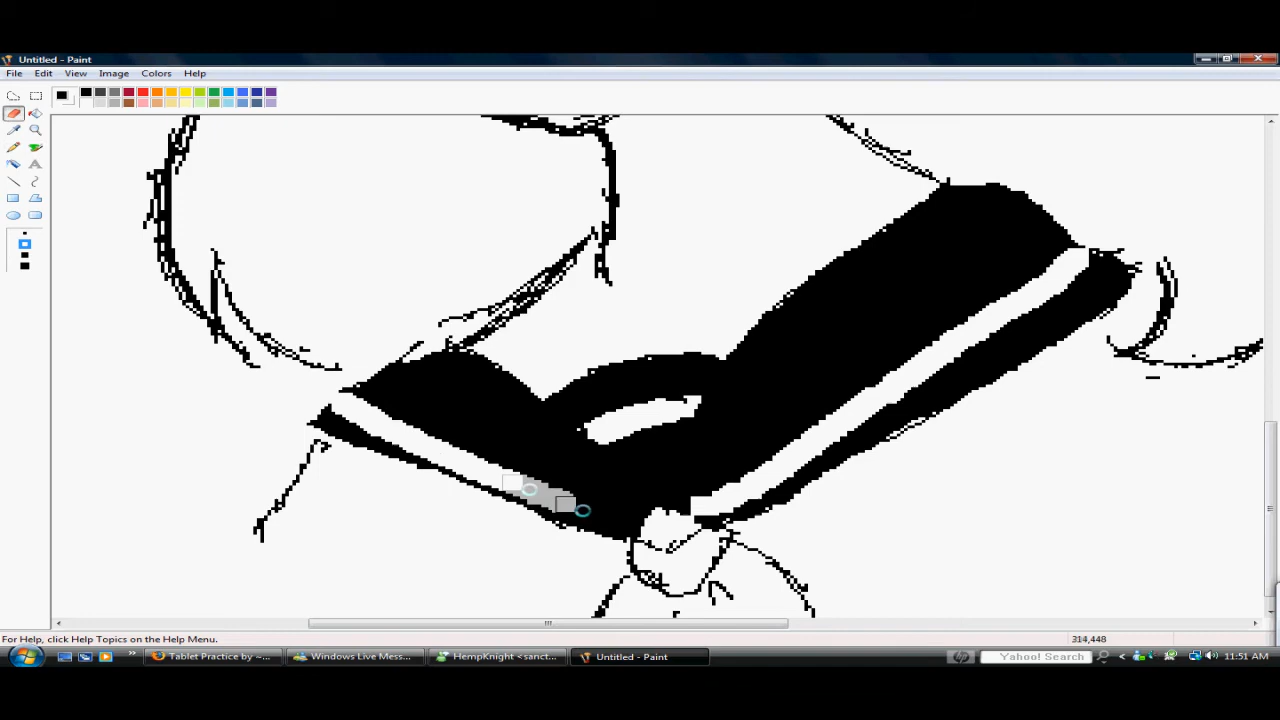 Untitled - Paint
File Edit View Image Colors Help
For Help, click Help Topics on the Help Menu.
314,448
Tablet Practice by ~...
Windows Live Mess...
HempKnight <sanct...
Untitled - Paint
hp
Yahoo! Search
11:51 AM